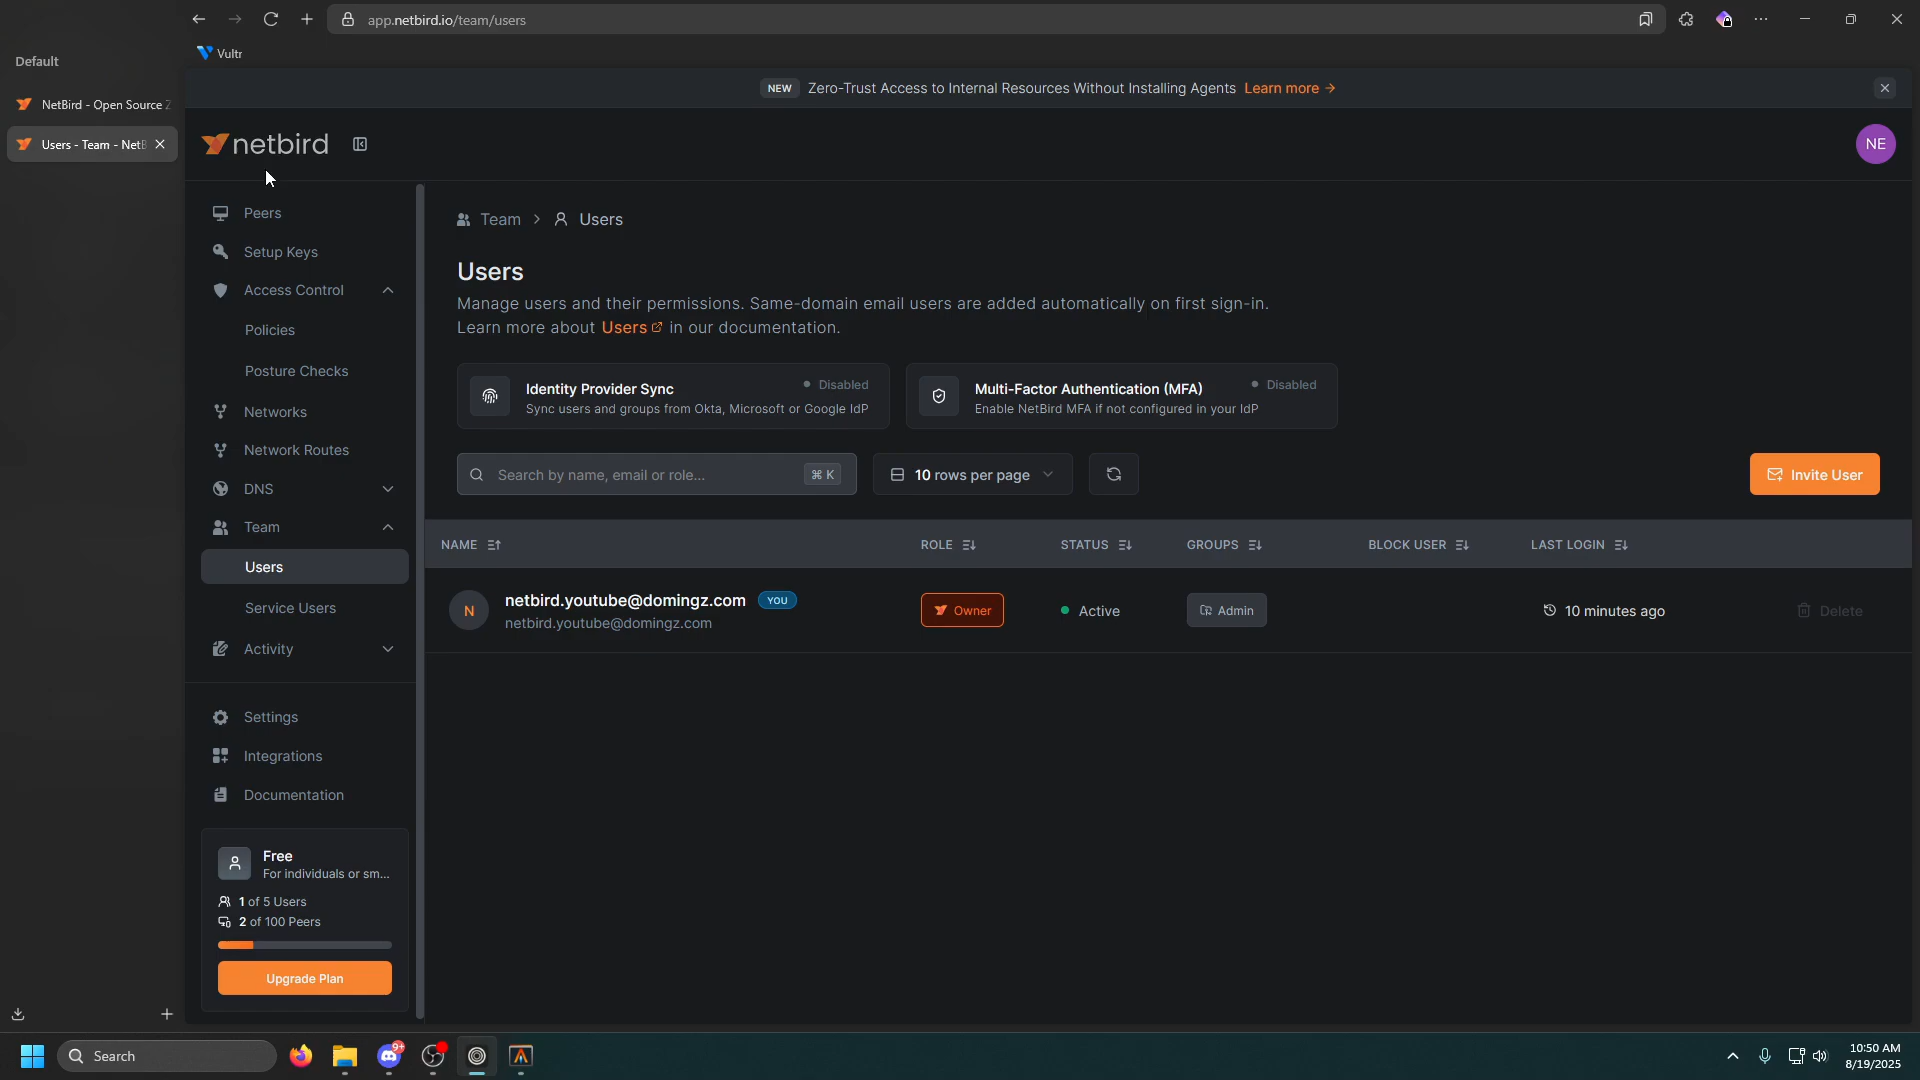 app.netbird.io/team/users
Vultr
Default
NetBird - Open Source Z
Users - Team - NetB
NEW Zero-Trust Access to Internal Resources Without Installing Agents Learn more →
netbird
NE
Peers
Setup Keys
Access Control
Policies
Posture Checks
Networks
Network Routes
DNS
Team
Users
Service Users
Activity
Settings
Integrations
Documentation
Free
For individuals or sm...
1 of 5 Users
2 of 100 Peers
Upgrade Plan
Team > Users
Users
Manage users and their permissions. Same-domain email users are added automatically on first sign-in.
Learn more about Users in our documentation.
Identity Provider Sync Disabled
Sync users and groups from Okta, Microsoft or Google IdP
Multi-Factor Authentication (MFA) Disabled
Enable NetBird MFA if not configured in your IdP
Search by name, email or role... ⌘ K
10 rows per page
Invite User
NAME ROLE STATUS GROUPS BLOCK USER LAST LOGIN
N netbird.youtube@domingz.com YOU Owner Active Admin 10 minutes ago Delete
netbird.youtube@domingz.com
Search
9+
10:50 AM
8/19/2025